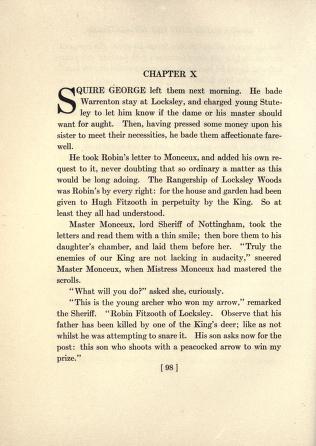 CHAPTER X
SQUIRE GEORGE left them next morning. He bade
Warrenton stay at Locksley, and charged young Stute-
ley to let him know if the dame or his master should
want for aught. Then, having pressed some money upon his
sister to meet their necessities, he bade them affectionate fare-
well.
He took Robin's letter to Monceux, and added his own re-
quest to it, never doubting that so ordinary a matter as this
would be long adoing. The Rangership of Locksley Woods
was Robin's by every right: for the house and garden had been
given to Hugh Fitzooth in perpetuity by the King. So at
least they all had understood.
Master Monceux, lord Sheriff of Nottingham, took the
letters and read them with a thin smile; then bore them to his
daughter's chamber, and laid them before her. "Truly the
enemies of our King are not lacking in audacity," sneered
Master Monceux, when Mistress Monceux had mastered the
scrolls.
"What will you do?" asked she, curiously.
"This is the young archer who won my arrow," remarked
the Sheriff. "Robin Fitzooth of Locksley. Observe that his
father has been killed by one of the King's deer; like as not
whilst he was attempting to snare it. His son asks now for the
post: this son who shoots with a peacocked arrow to win my
prize."
[ 98 ]